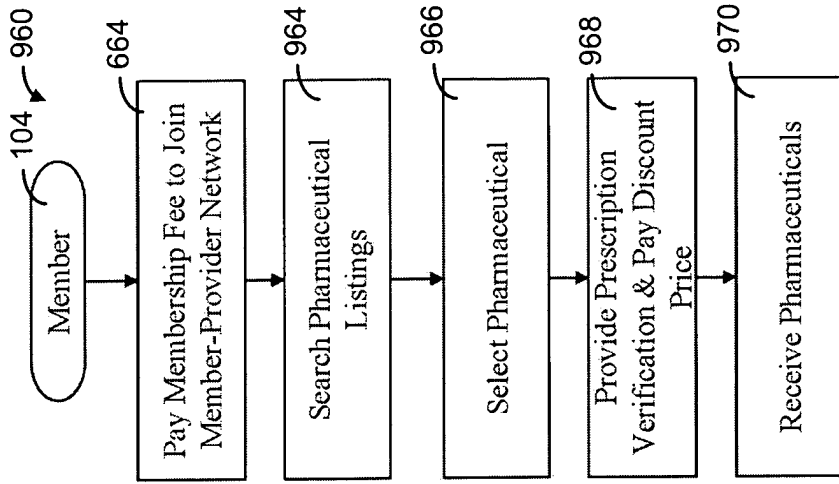 960
104
Member
664
Pay Membership Fee to Join
Member-Provider Network
964
Search Pharmaceutical
Listings
966
Select Pharmaceutical
968
Provide Prescription
Verification & Pay Discount
Price
970
Receive Pharmaceuticals